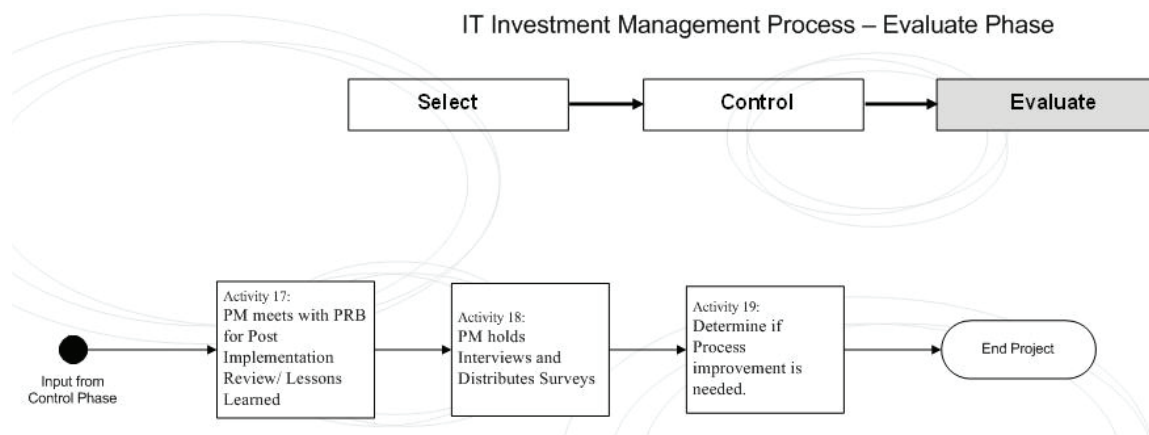 IT Investment Management Process – Evaluate Phase
Select
Control
Evaluate
Input from
Control Phase
Activity 17:
PM meets with PRB
for Post
Implementation
Review/ Lessons
Learned
Activity 18:
PM holds
Interviews and
Distributes Surveys
Activity 19:
Determine if
Process
improvement is
needed.
End Project